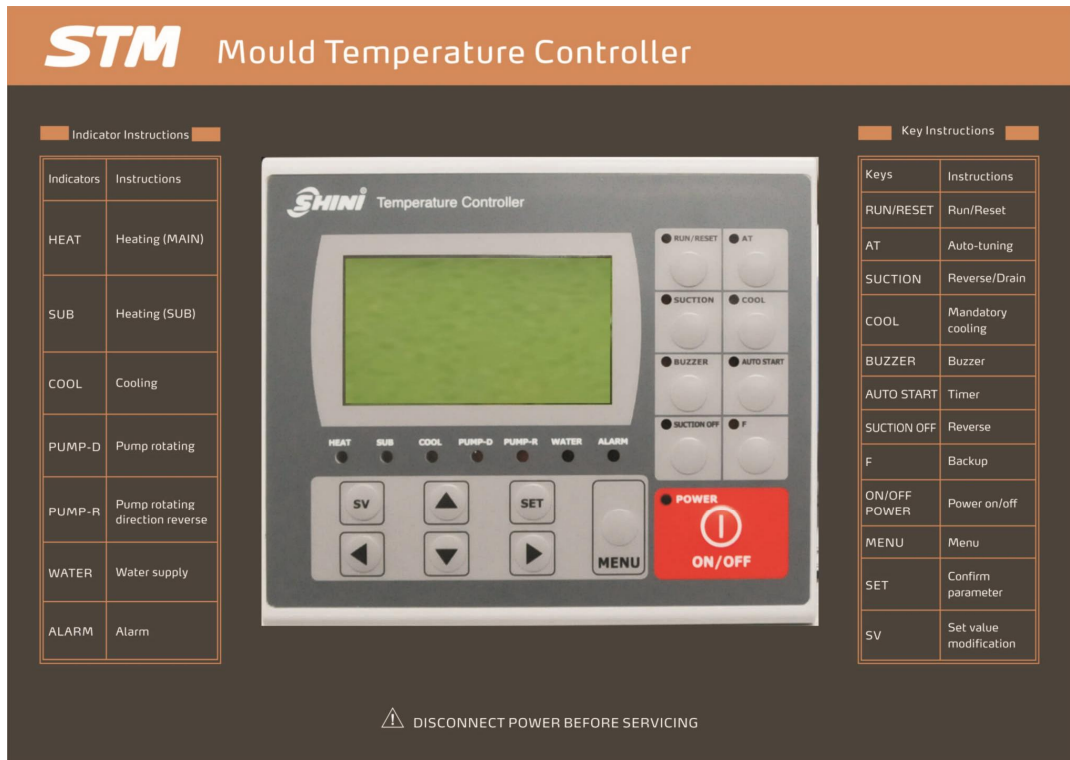 STM Mould Temperature Controller
Indicator Instructions
Indicators Instructions
HEAT Heating (MAIN)
SUB Heating (SUB)
COOL Cooling
PUMP-D Pump rotating
PUMP-R Pump rotating
direction reverse
WATER Water supply
ALARM Alarm
SHINI Temperature Controller
RUN/RESET AT
SUCTION COOL
BUZZER AUTO START
SUCTION OFF F
HEAT SUB COOL PUMP-D PUMP-R WATER ALARM
SV SET
MENU
POWER
ON/OFF
Key Instructions
Keys Instructions
RUN/RESET Run/Reset
AT Auto-tuning
SUCTION Reverse/Drain
COOL Mandatory
cooling
BUZZER Buzzer
AUTO START Timer
SUCTION OFF Reverse
F Backup
ON/OFF
POWER Power on/off
MENU Menu
SET Confirm
parameter
SV Set value
modification
DISCONNECT POWER BEFORE SERVICING